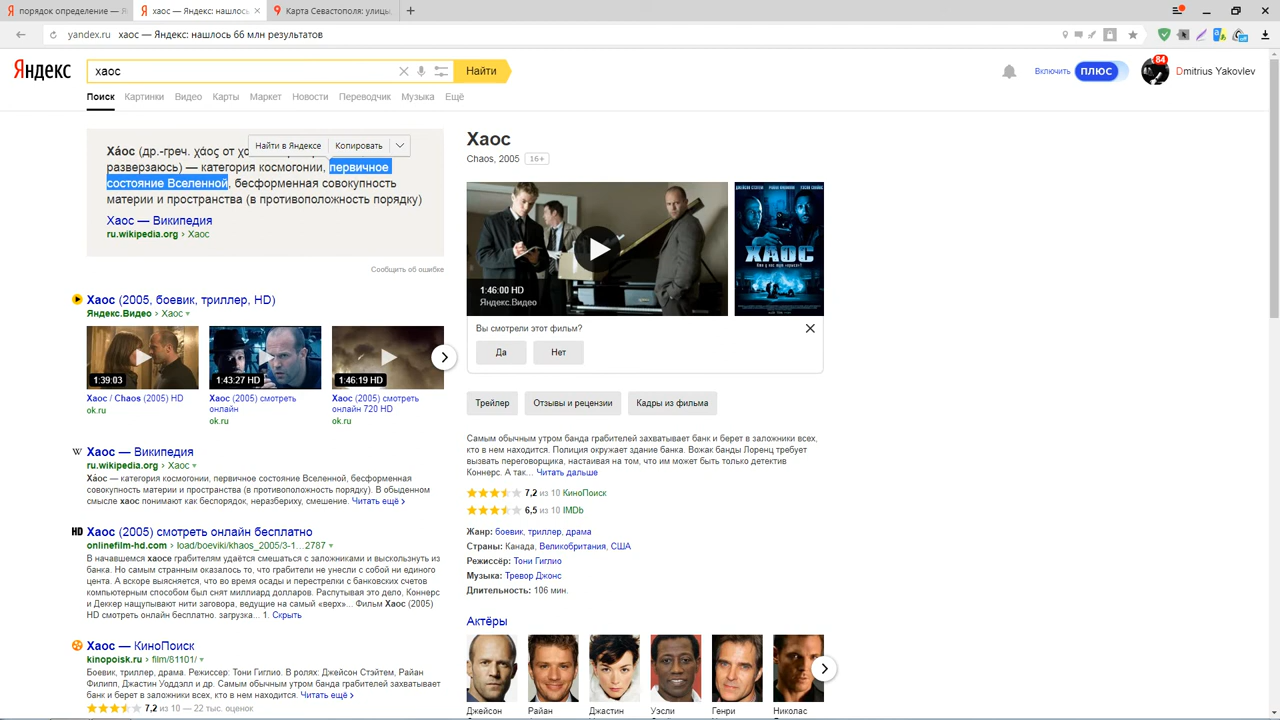 порядок определение — Я
хаос — Яндекс: нашлось
Карта Севастополя: улицы,
yandex.ru хаос — Яндекс: нашлось 66 млн результатов
Яндекс
хаос
Найти
Включить ПЛЮС
84
Dmitrius Yakovlev
Поиск Картинки Видео Карты Маркет Новости Переводчик Музыка Ещё
Ха́ос (др.-греч. χάος от χ
Найти в Яндексе Копировать
разверзаюсь) — категория космогонии, первичное
состояние Вселенной, бесформенная совокупность
материи и пространства (в противоположность порядку)
Хаос — Википедия
ru.wikipedia.org › Хаос
Сообщить об ошибке
Хаос (2005, боевик, триллер, HD)
Яндекс.Видео › Хаос
1:39:03
1:43:27 HD
1:46:19 HD
Хаос / Chaos (2005) HD
ok.ru
Хаос (2005) смотреть
онлайн
ok.ru
Хаос (2005) смотреть
онлайн 720 HD
ok.ru
W Хаос — Википедия
ru.wikipedia.org › Хаос
Ха́ос — категория космогонии, первичное состояние Вселенной, бесформенная
совокупность материи и пространства (в противоположность порядку). В обыденном
смысле хаос понимают как беспорядок, неразбериху, смешение. Читать ещё ›
HD Хаос (2005) смотреть онлайн бесплатно
onlinefilm-hd.com › load/boeviki/khaos_2005/3-1...2787
В начавшемся хаосе грабителям удаётся смешаться с заложниками и выскользнуть из
банка. Но самым странным оказалось то, что грабители не унесли с собой ни единого
цента. А вскоре выясняется, что во время осады и перестрелки с банковских счетов
компьютерным способом был снят миллиард долларов. Распутывая это дело, Коннерс
и Деккер нащупывают нити заговора, ведущие на самый «верх»... Фильм Хаос (2005)
HD смотреть онлайн бесплатно. загрузка... 1. Скрыть
Хаос — КиноПоиск
kinopoisk.ru › film/81101/
Боевик, триллер, драма. Режиссер: Тони Гиглио. В ролях: Джейсон Стэйтем, Райан
Филипп, Джастин Уоддэлл и др. Самым обычным утром банда грабителей захватывает
банк и берет в заложники всех, кто в нем находится. Читать ещё ›
7,2 из 10 — 22 тыс. оценок
Хаос
Chaos, 2005 16+
1:46:00 HD
Яндекс.Видео
ХАОС
Вы смотрели этот фильм?
Да Нет
Трейлер Отзывы и рецензии Кадры из фильма
Самым обычным утром банда грабителей захватывает банк и берет в заложники всех,
кто в нем находится. Полиция окружает здание банка. Вожак банды Лоренц требует
вызвать переговорщика, настаивая на том, что им может быть только детектив
Коннерс. А так... Читать дальше
7,2 из 10 КиноПоиск
6,5 из 10 IMDb
Жанр: боевик, триллер, драма
Страны: Канада, Великобритания, США
Режиссёр: Тони Гиглио
Музыка: Тревор Джонс
Длительность: 106 мин.
Актёры
Джейсон Райан Джастин Уэсли Генри Николас